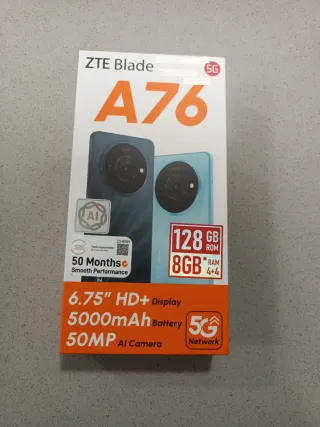 ZTE Blade
5G
A76
AI
50 Months
Smooth Performance
128 GB ROM
8GB* RAM 4+4
6.75" HD+ Display
5000mAh Battery
50MP AI Camera
5G
Network